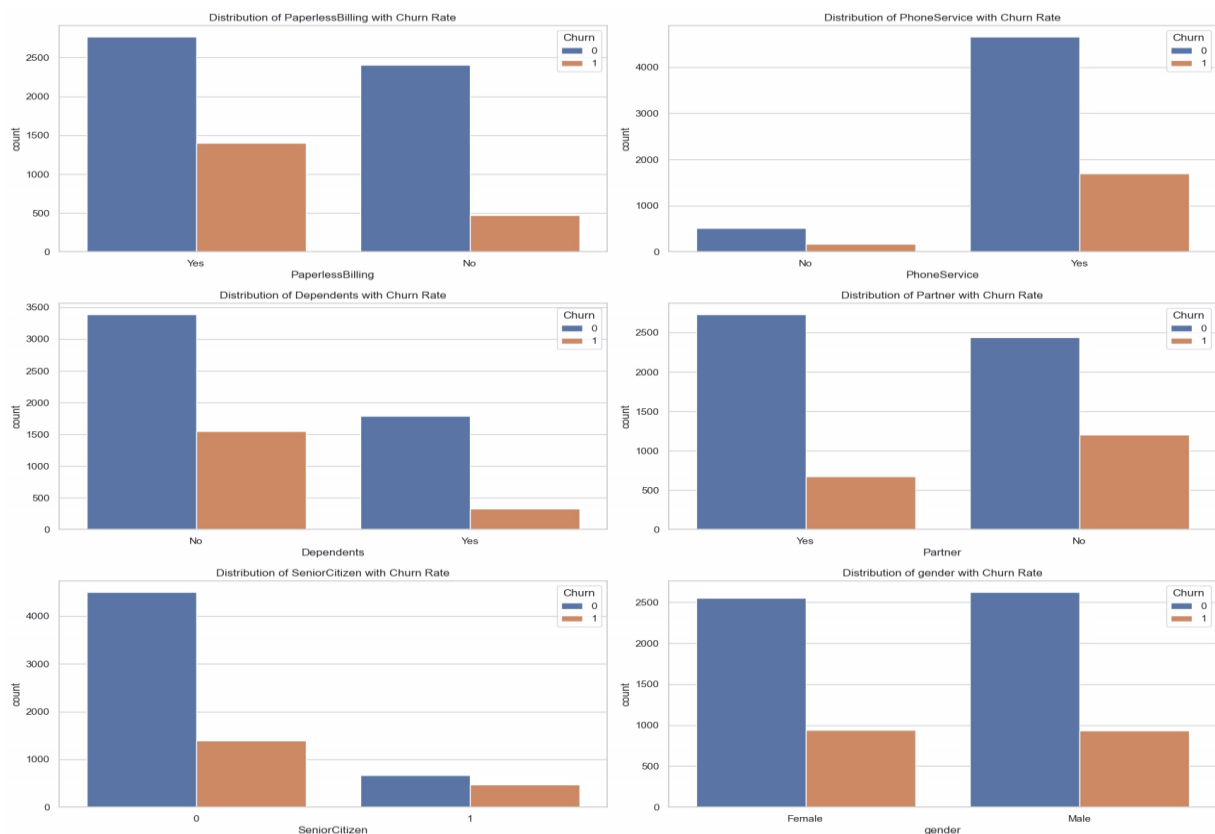 Distribution of PaperlessBilling with Churn Rate
count
2500
2000
1500
1000
500
0
Churn
0
1
Yes
No
PaperlessBilling
Distribution of PhoneService with Churn Rate
count
4000
3000
2000
1000
0
Churn
0
1
No
Yes
PhoneService
Distribution of Dependents with Churn Rate
count
3500
3000
2500
2000
1500
1000
500
0
Churn
0
1
No
Yes
Dependents
Distribution of Partner with Churn Rate
count
2500
2000
1500
1000
500
0
Churn
0
1
Yes
No
Partner
Distribution of SeniorCitizen with Churn Rate
count
4000
3000
2000
1000
0
Churn
0
1
0
1
SeniorCitizen
Distribution of gender with Churn Rate
count
2500
2000
1500
1000
500
0
Churn
0
1
Female
Male
gender